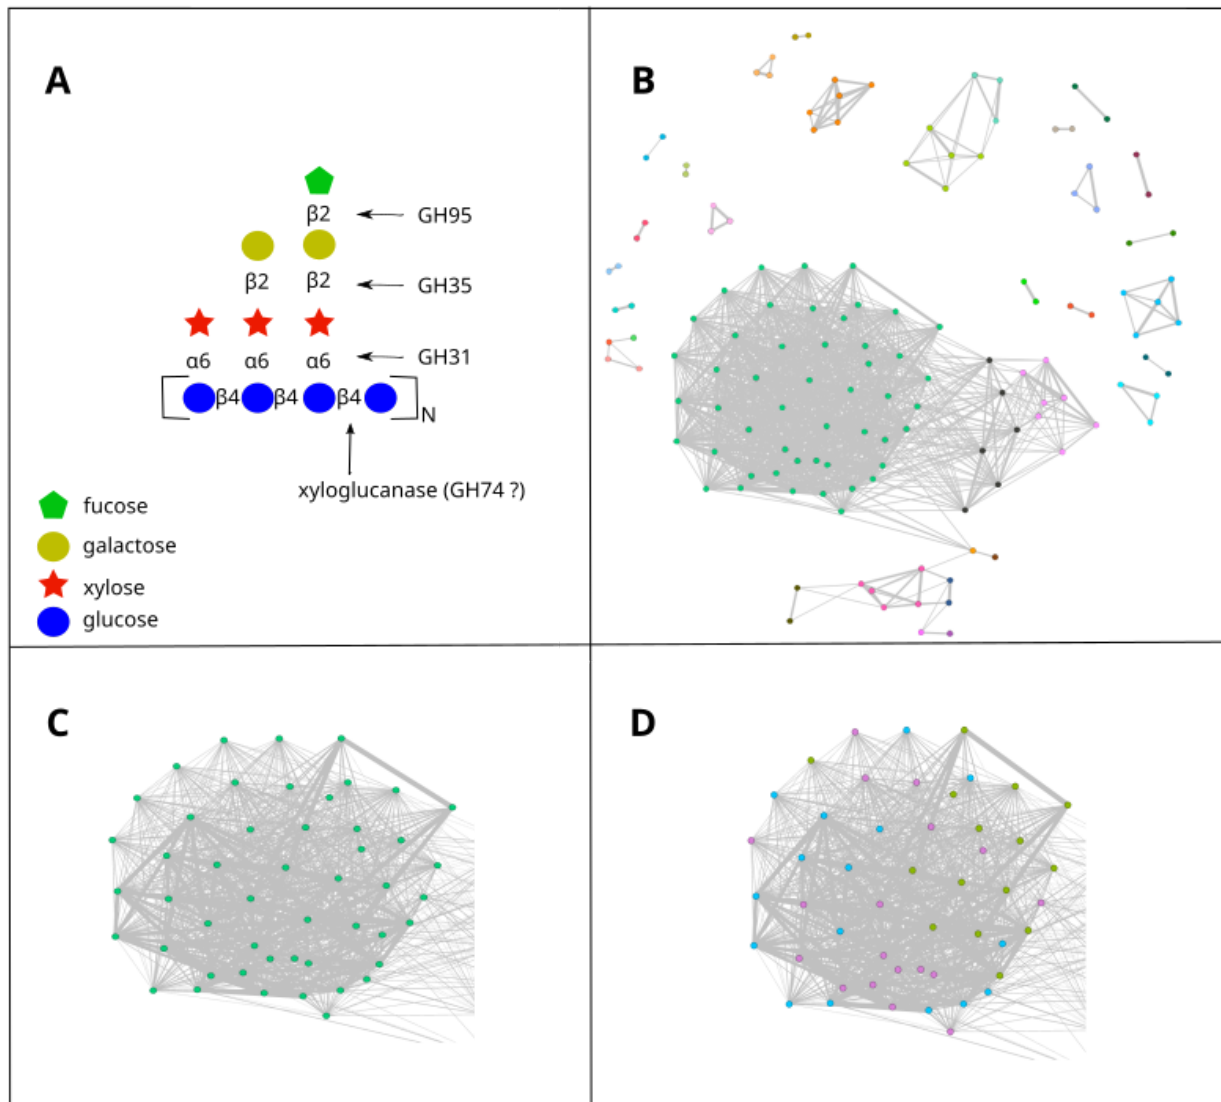 A
B
β2
GH95
β2
β2
GH35
α6
α6
α6
GH31
β4
β4
β4
N
xyloglucanase (GH74 ?)
fucose
galactose
xylose
glucose
C
D